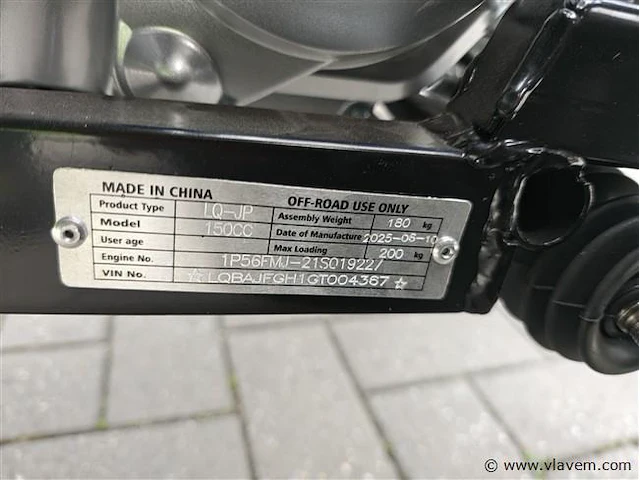 MADE IN CHINA OFF-ROAD USE ONLY
Product Type LQ-JP Assembly Weight 180 kg
Model 150CC Date of Manufacture 2025-06-10
User age Max Loading 200 kg
Engine No. 1P56FMJ-21S019227
VIN No. ☆LQBAJFGH1GT004367☆
© www.vlavem.com